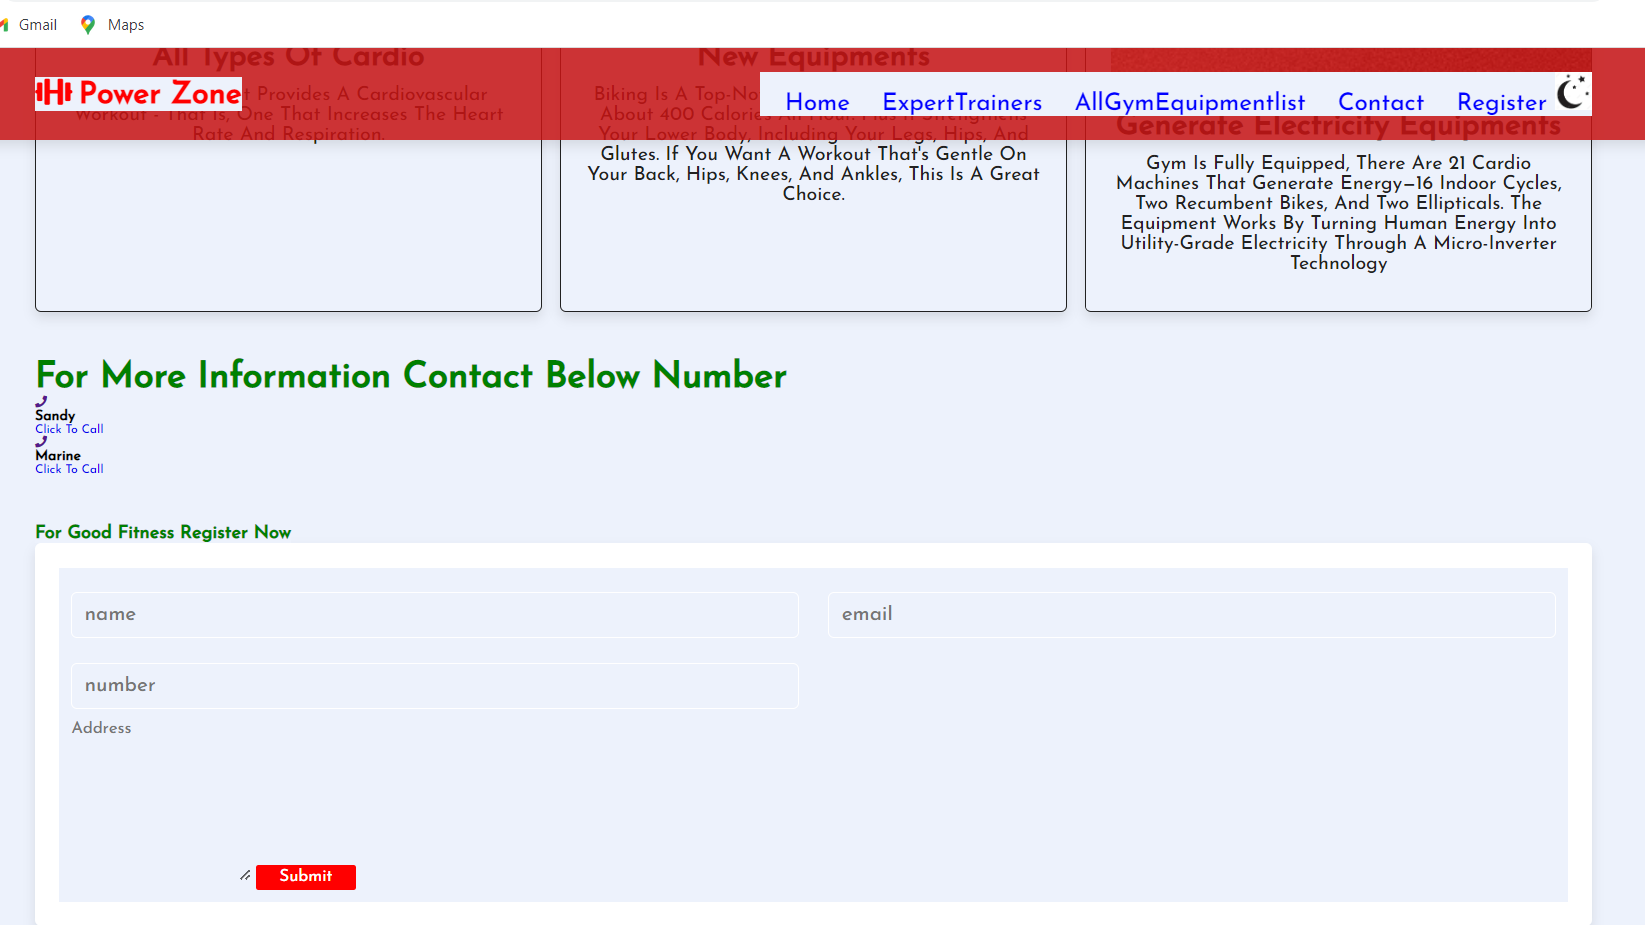 Gmail
Maps
All Types Of Cardio
New Equipments
Power Zone
Home
ExpertTrainers
AllGymEquipmentlist
Contact
Register
t Provides A Cardiovascular
Workout - That Is, One That Increases The Heart
Rate And Respiration.
Biking Is A Top-No
About 400 Calories An Hour. Plus It Strengthens
Your Lower Body, Including Your Legs, Hips, And
Glutes. If You Want A Workout That's Gentle On
Your Back, Hips, Knees, And Ankles, This Is A Great
Choice.
Generate Electricity Equipments
Gym Is Fully Equipped, There Are 21 Cardio
Machines That Generate Energy—16 Indoor Cycles,
Two Recumbent Bikes, And Two Ellipticals. The
Equipment Works By Turning Human Energy Into
Utility-Grade Electricity Through A Micro-Inverter
Technology
For More Information Contact Below Number
Sandy
Click To Call
Marine
Click To Call
For Good Fitness Register Now
name
email
number
Address
Submit